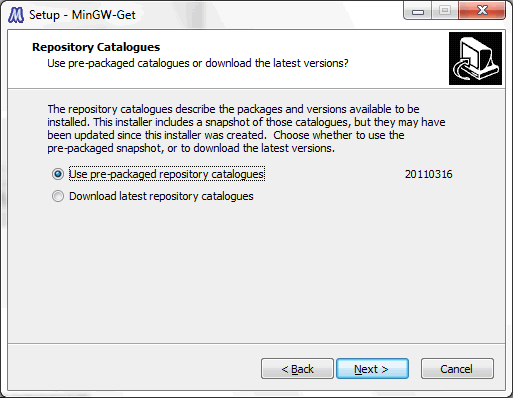 Setup - MinGW-Get
Repository Catalogues
Use pre-packaged catalogues or download the latest versions?
The repository catalogues describe the packages and versions available to be
installed. This installer includes a snapshot of those catalogues, but they may have
been updated since this installer was created.  Choose whether to use the
pre-packaged snapshot, or to download the latest versions.
Use pre-packaged repository catalogues 20110316
Download latest repository catalogues
< Back Next > Cancel